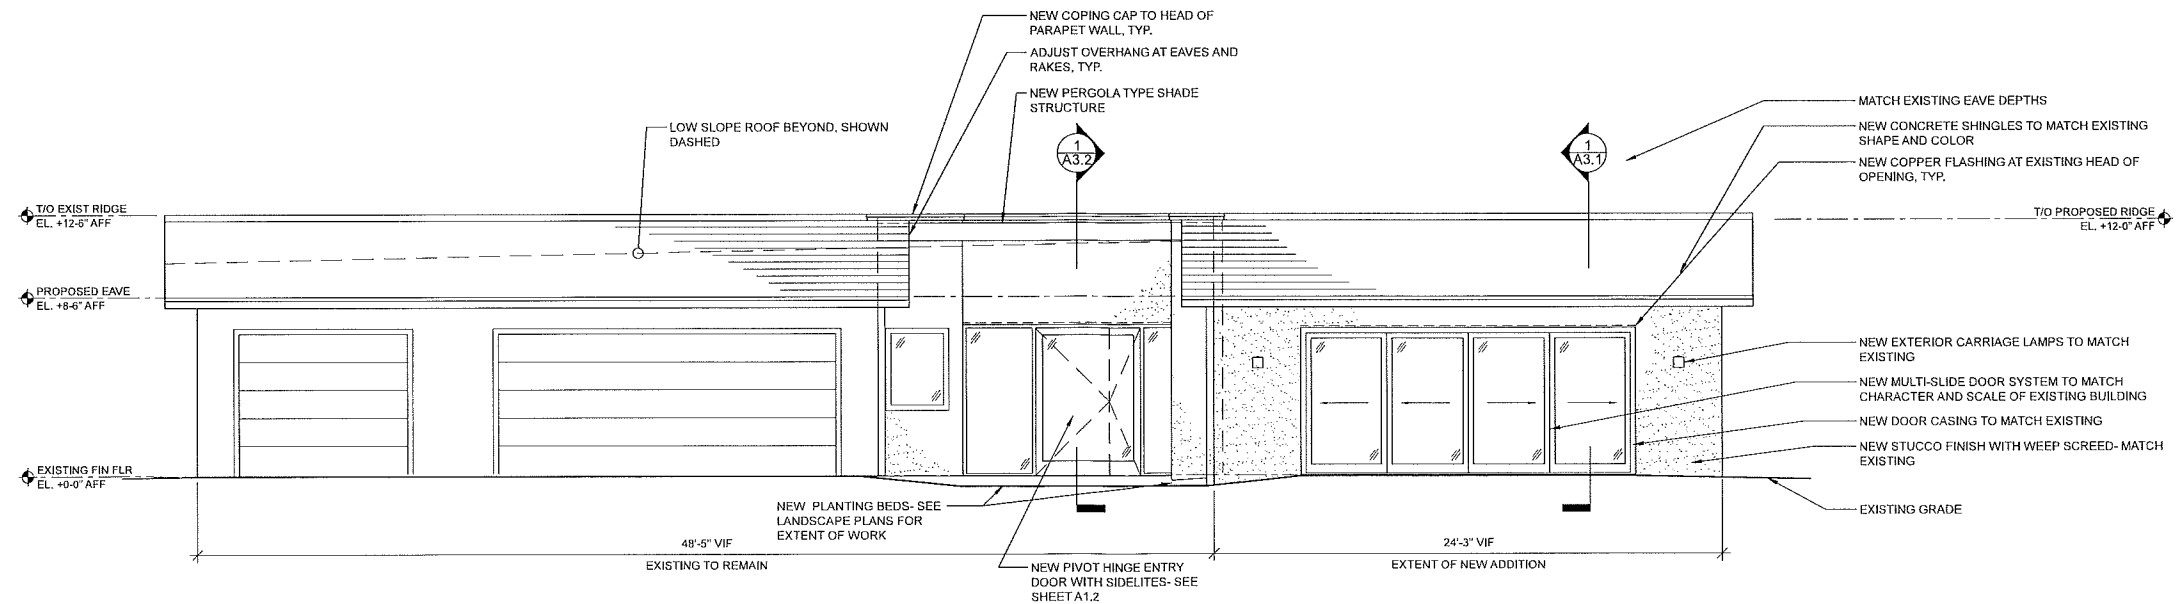 NEW COPING CAP TO HEAD OF
PARAPET WALL, TYP.
ADJUST OVERHANG AT EAVES AND
RAKES, TYP.
NEW PERGOLA TYPE SHADE
STRUCTURE
LOW SLOPE ROOF BEYOND, SHOWN
DASHED
1
A3.2
1
A3.1
MATCH EXISTING EAVE DEPTHS
NEW CONCRETE SHINGLES TO MATCH EXISTING
SHAPE AND COLOR
NEW COPPER FLASHING AT EXISTING HEAD OF
OPENING, TYP.
T/O EXIST RIDGE
EL. +12-6" AFF
T/O PROPOSED RIDGE
EL. +12-0" AFF
PROPOSED EAVE
EL. +8-6" AFF
NEW EXTERIOR CARRIAGE LAMPS TO MATCH
EXISTING
NEW MULTI-SLIDE DOOR SYSTEM TO MATCH
CHARACTER AND SCALE OF EXISTING BUILDING
NEW DOOR CASING TO MATCH EXISTING
NEW STUCCO FINISH WITH WEEP SCREED- MATCH
EXISTING
EXISTING FIN FLR
EL. +0-0" AFF
EXISTING GRADE
NEW PLANTING BEDS- SEE
LANDSCAPE PLANS FOR
EXTENT OF WORK
48'-5" VIF
EXISTING TO REMAIN
24'-3" VIF
EXTENT OF NEW ADDITION
NEW PIVOT HINGE ENTRY
DOOR WITH SIDELITES- SEE
SHEET A1.2